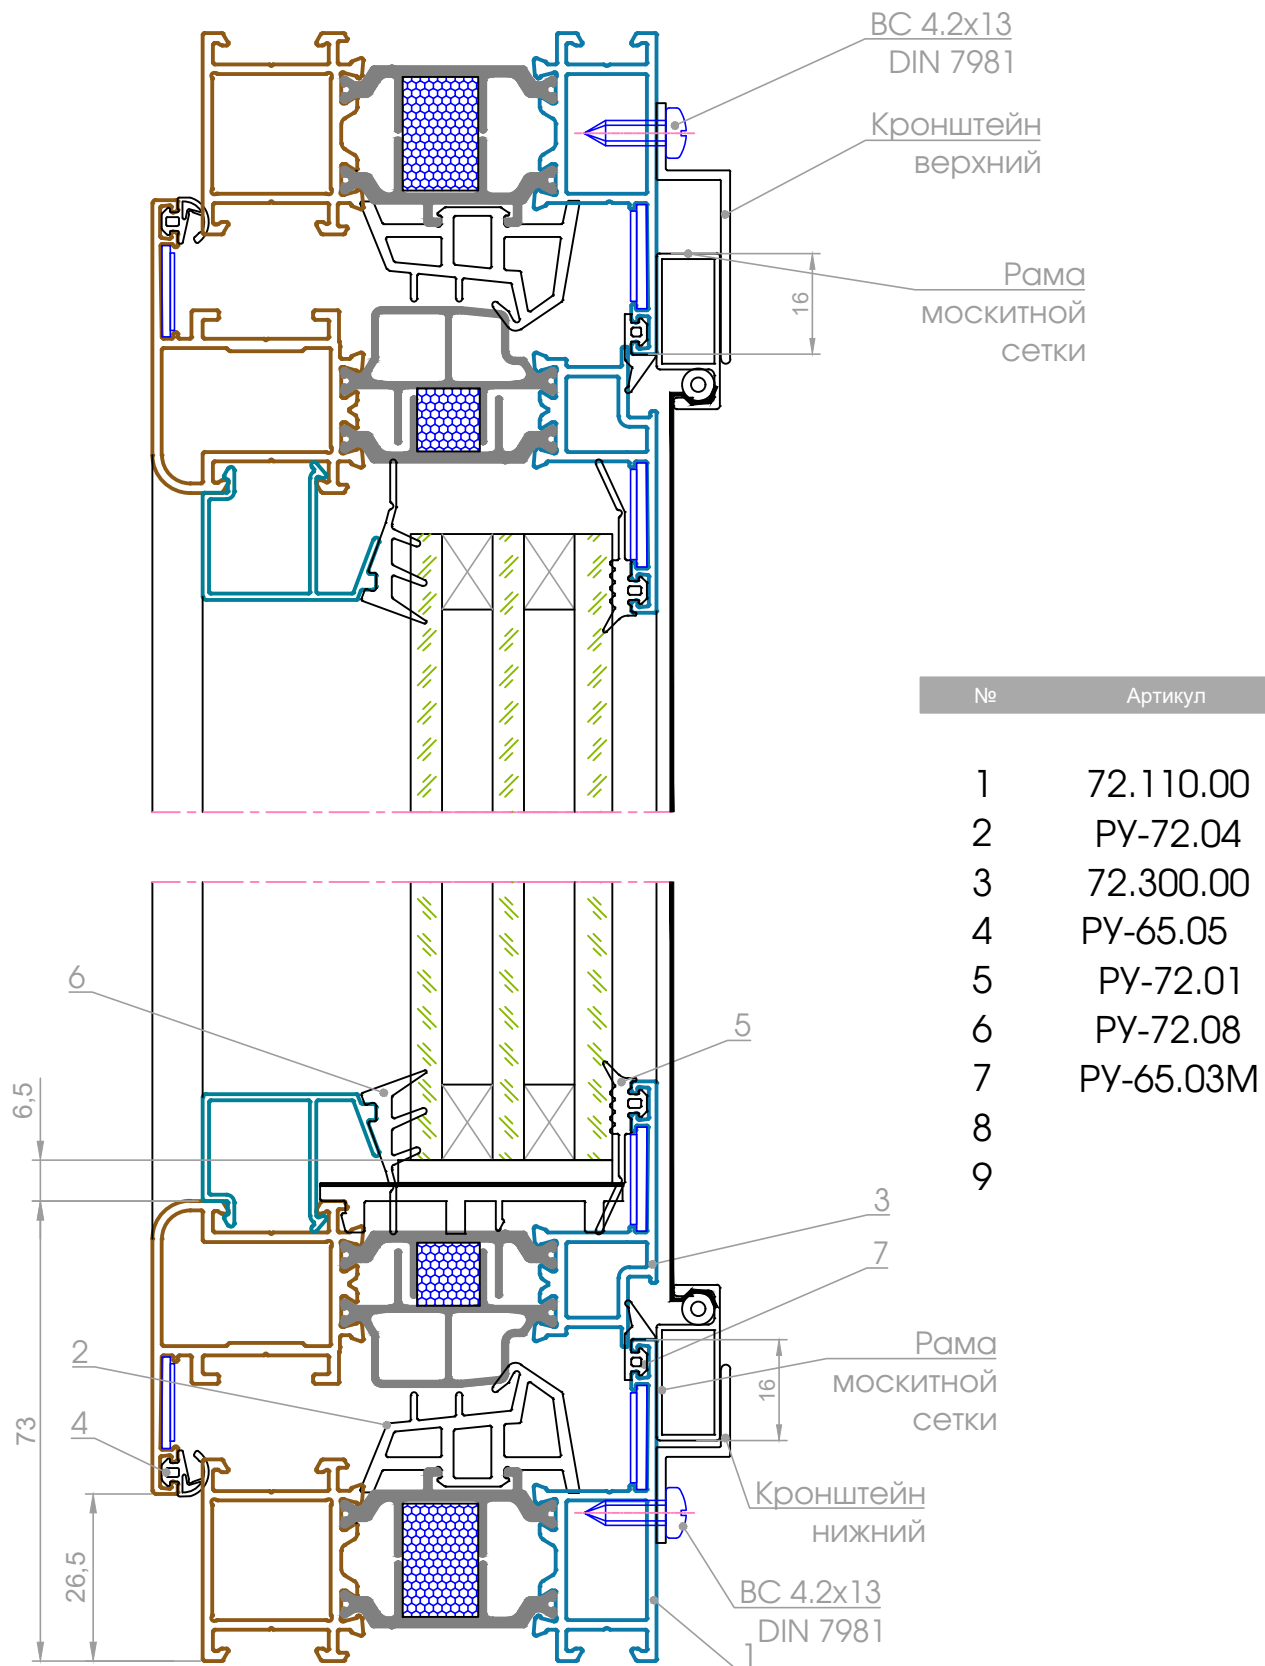 ВС 4.2х13
DIN 7981
Кронштейн
верхний
Рама
москитной
сетки
16
№ Артикул
1 72.110.00
2 РУ-72.04
3 72.300.00
4 РУ-65.05
5 РУ-72.01
6 РУ-72.08
7 РУ-65.03М
8
9
6
5
6,5
3
7
2
Рама
москитной
сетки
16
73
4
Кронштейн
нижний
26,5
ВС 4.2х13
DIN 7981
1